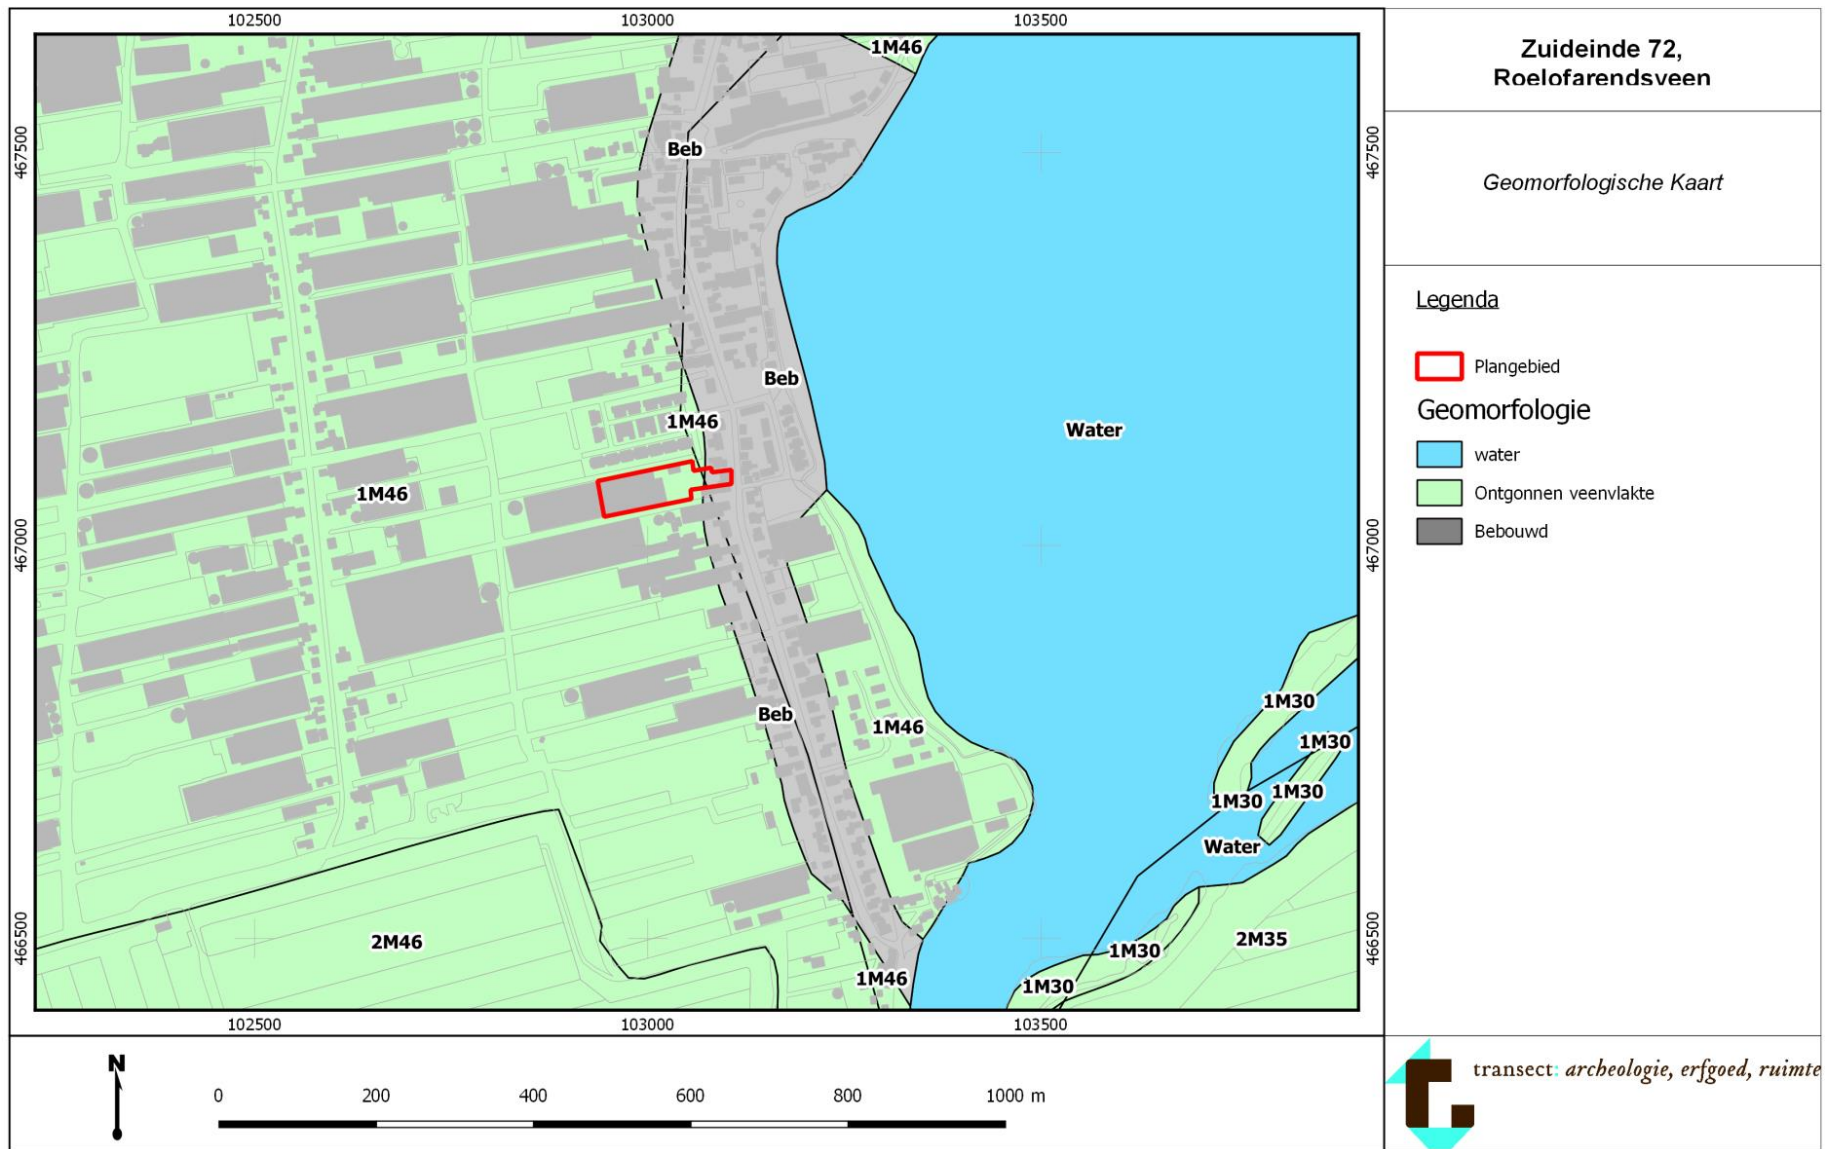 102500 103000 103500
1M46
467500 467500
Beb
Beb
1M46
Water
1M46
467000 467000
1M30
Beb
1M46
1M30
1M30
1M30
Water
2M46
2M35
466500 466500
1M30
1M46
1M30
102500 103000 103500
N
0 200 400 600 800 1000 m
Zuideinde 72,
Roelofarendsveen
Geomorfologische Kaart
Legenda
Plangebied
Geomorfologie
water
Ontgonnen veenvlakte
Bebouwd
transect: archeologie, erfgoed, ruimte